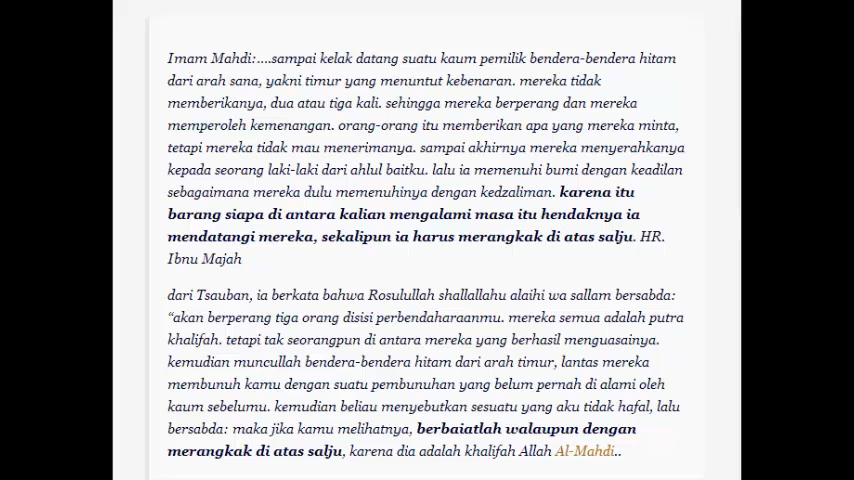 Imam Mahdi:....sampai kelak datang suatu kaum pemilik bendera-bendera hitam
dari arah sana, yakni timur yang menuntut kebenaran. mereka tidak
memberikanya, dua atau tiga kali. sehingga mereka berperang dan mereka
memperoleh kemenangan. orang-orang itu memberikan apa yang mereka minta,
tetapi mereka tidak mau menerimanya. sampai akhirnya mereka menyerahkanya
kepada seorang laki-laki dari ahlul baitku. lalu ia memenuhi bumi dengan keadilan
sebagaimana mereka dulu memenuhinya dengan kedzaliman. karena itu
barang siapa di antara kalian mengalami masa itu hendaknya ia
mendatangi mereka, sekalipun ia harus merangkak di atas salju. HR.
Ibnu Majah
dari Tsauban, ia berkata bahwa Rosulullah shallallahu alaihi wa sallam bersabda:
“akan berperang tiga orang disisi perbendaharaanmu. mereka semua adalah putra
khalifah. tetapi tak seorangpun di antara mereka yang berhasil menguasainya.
kemudian muncullah bendera-bendera hitam dari arah timur, lantas mereka
membunuh kamu dengan suatu pembunuhan yang belum pernah di alami oleh
kaum sebelumu. kemudian beliau menyebutkan sesuatu yang aku tidak hafal, lalu
bersabda: maka jika kamu melihatnya, berbaiatlah walaupun dengan
merangkak di atas salju, karena dia adalah khalifah Allah Al-Mahdi..